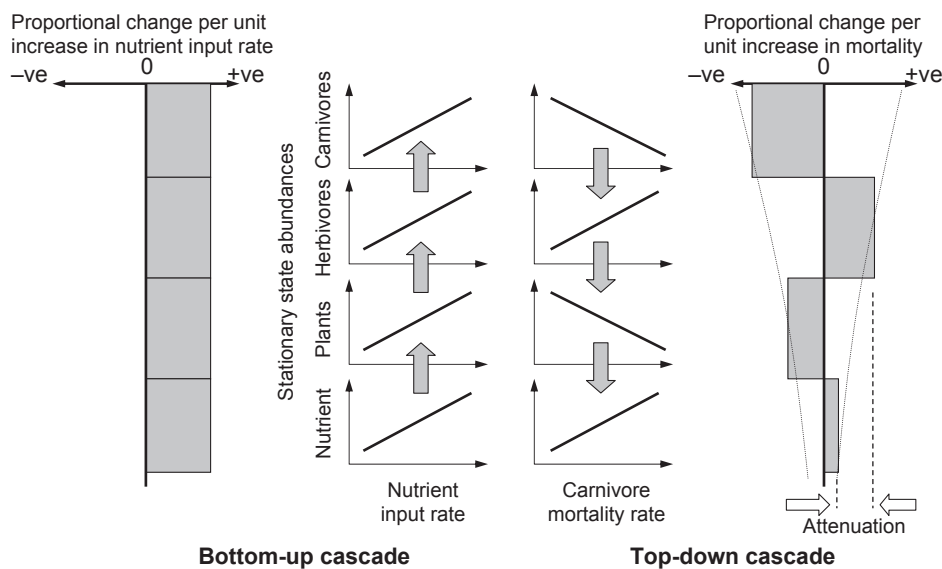 Proportional change per unit
increase in nutrient input rate
–ve
0
+ve
Proportional change per
unit increase in mortality
–ve
0
+ve
Stationary state abundances
Carnivores
Herbivores
Plants
Nutrient
Nutrient
input rate
Carnivore
mortality rate
Attenuation
Bottom-up cascade
Top-down cascade